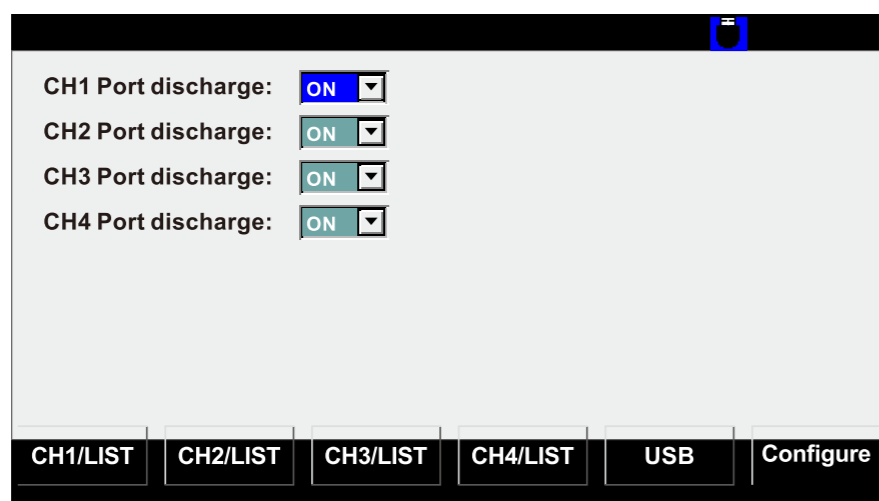 CH1 Port discharge: ON
CH2 Port discharge: ON
CH3 Port discharge: ON
CH4 Port discharge: ON
CH1/LIST CH2/LIST CH3/LIST CH4/LIST USB Configure